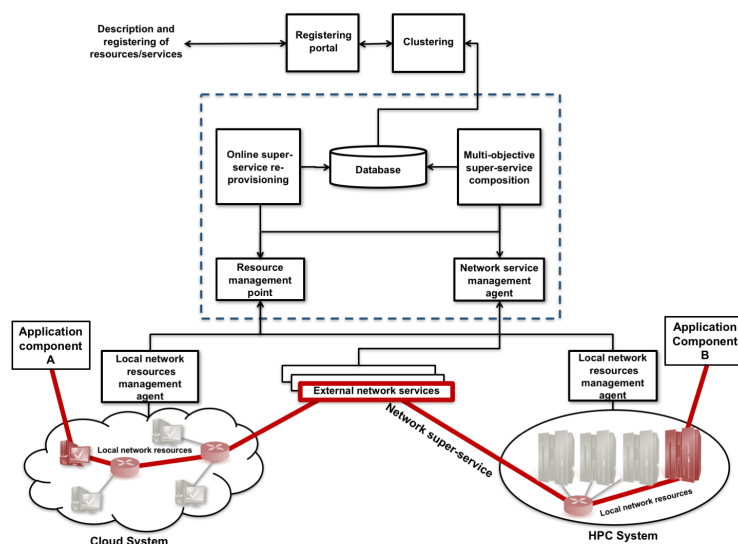 Description and
registering of
resources/services
Registering
portal
Clustering
Online super-
service re-
provisioning
Database
Multi-objective
super-service
composition
Resource
management
point
Network service
management
agent
Application
component
A
Local network
resources
management
agent
External network services
Local network
resources
management
agent
Application
Component
B
Local network resources
Network super-service
Local network resources
Cloud System
HPC System